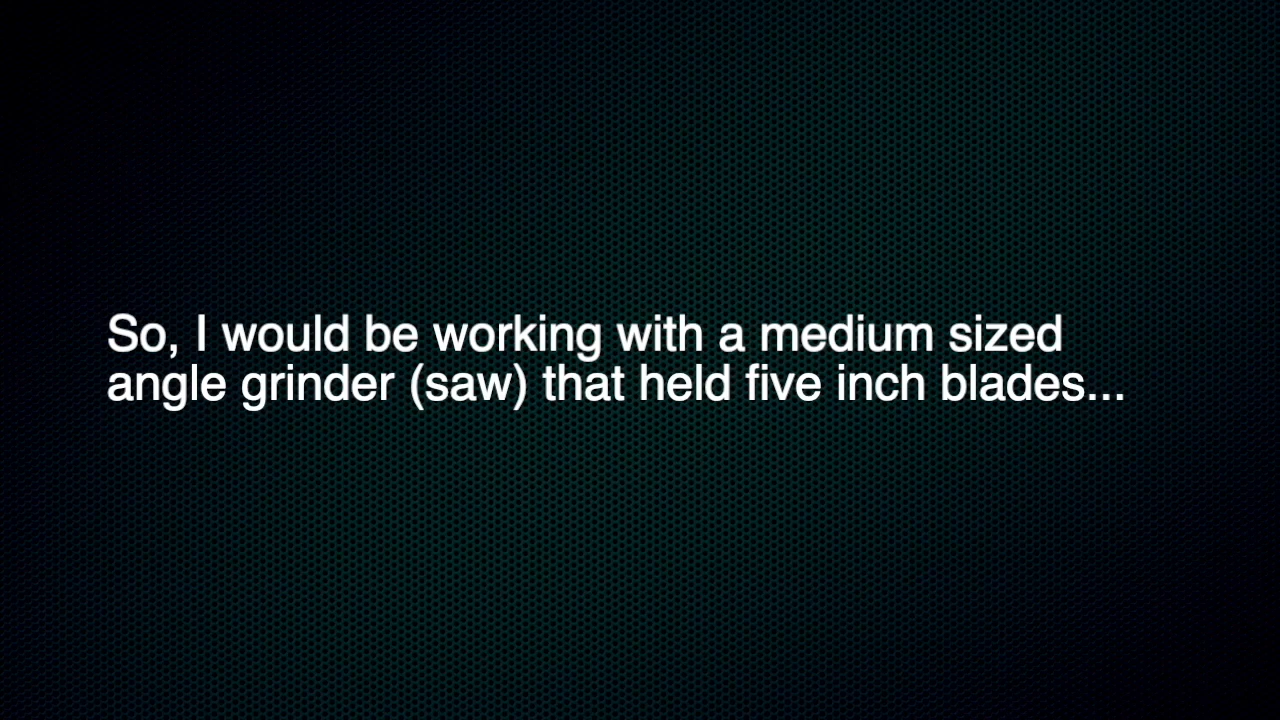 So, I would be working with a medium sized
angle grinder (saw) that held five inch blades...